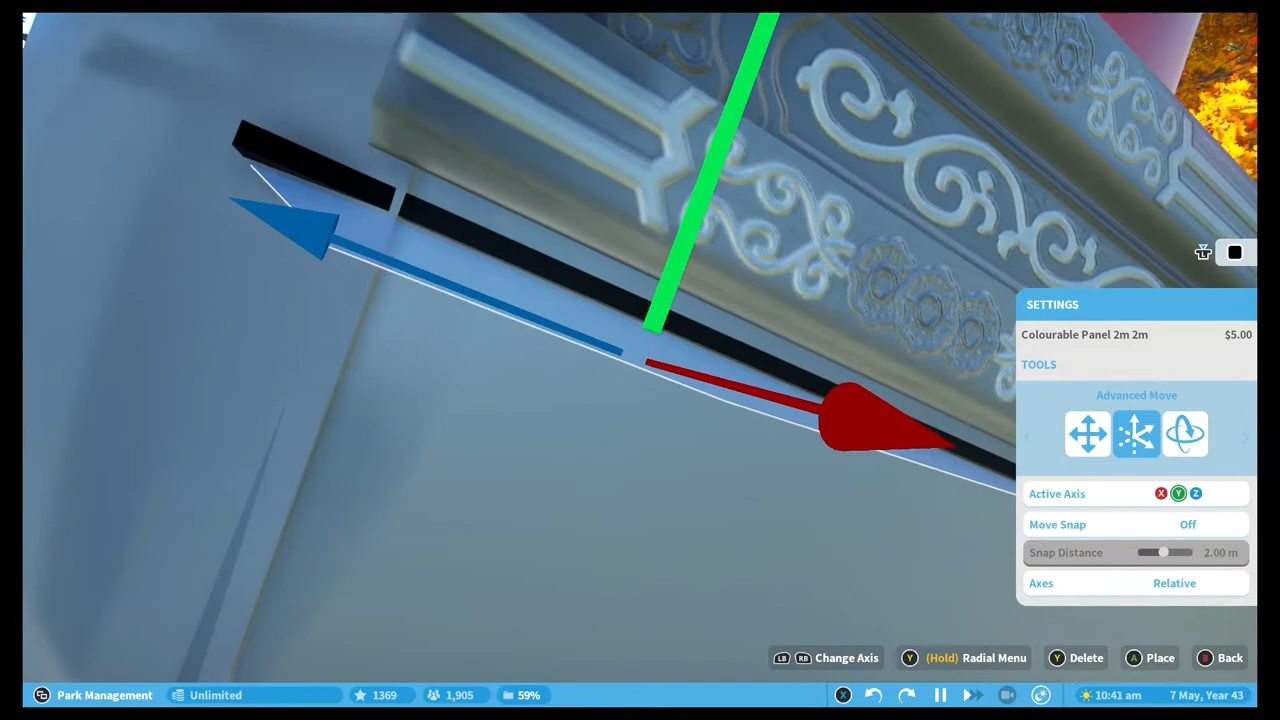 SETTINGS
Colourable Panel 2m 2m $5.00
TOOLS
Advanced Move
Active Axis X Y Z
Move Snap Off
Snap Distance 2.00 m
Axes Relative
LB RB Change Axis Y (Hold) Radial Menu Y Delete A Place B Back
Park Management Unlimited 1369 1,905 59% X 10:41 am 7 May, Year 43